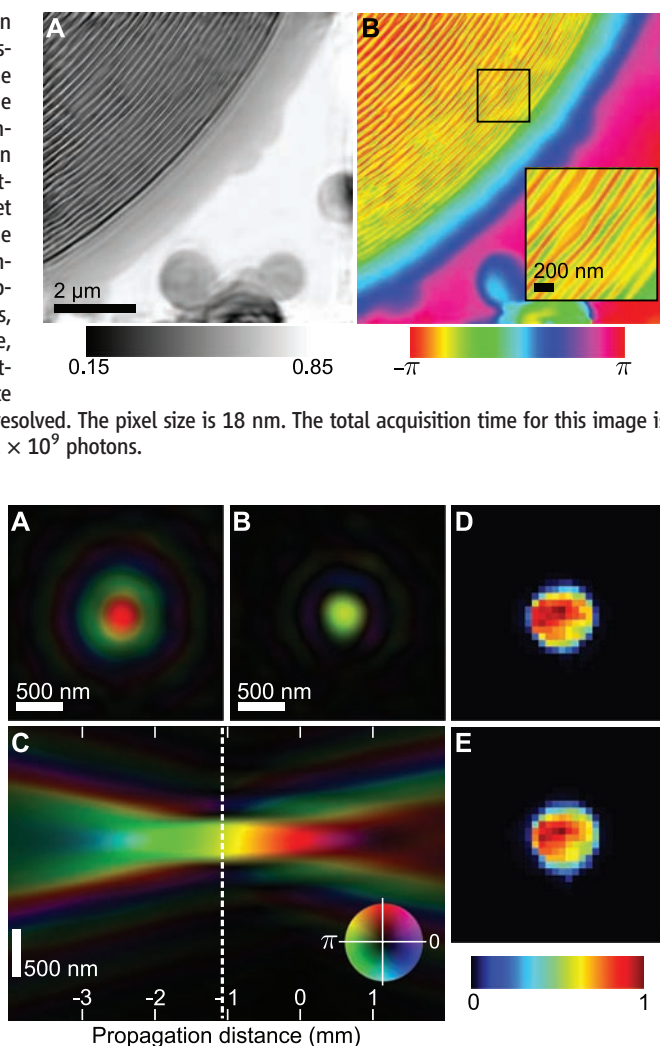 A
B
2 μm
200 nm
0.15
0.85
−π
π
resolved. The pixel size is 18 nm. The total acquisition time for this image is
× 10⁹ photons.
A
B
D
500 nm
500 nm
C
E
π
0
500 nm
-3
-2
-1
0
1
0
1
Propagation distance (mm)